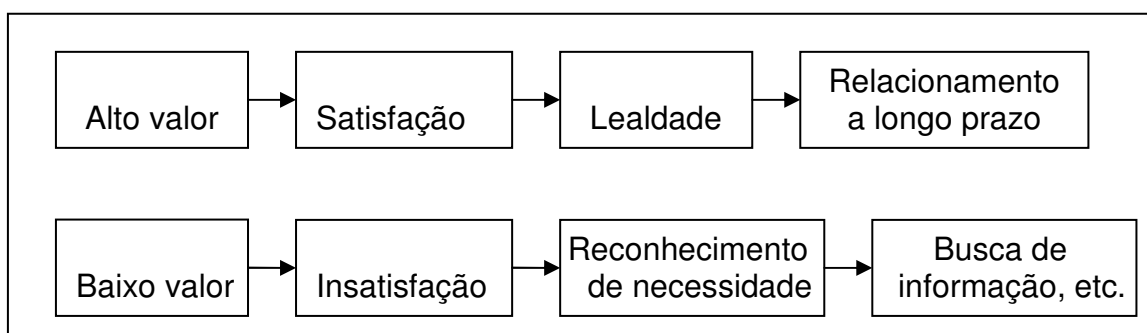 Alto valor
Satisfação
Lealdade
Relacionamento
a longo prazo
Baixo valor
Insatisfação
Reconhecimento
de necessidade
Busca de
informação, etc.